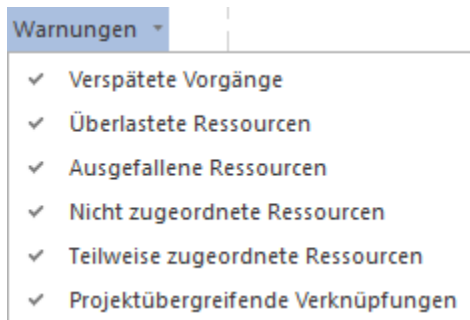 Warnungen
Verspätete Vorgänge
Überlastete Ressourcen
Ausgefallene Ressourcen
Nicht zugeordnete Ressourcen
Teilweise zugeordnete Ressourcen
Projektübergreifende Verknüpfungen